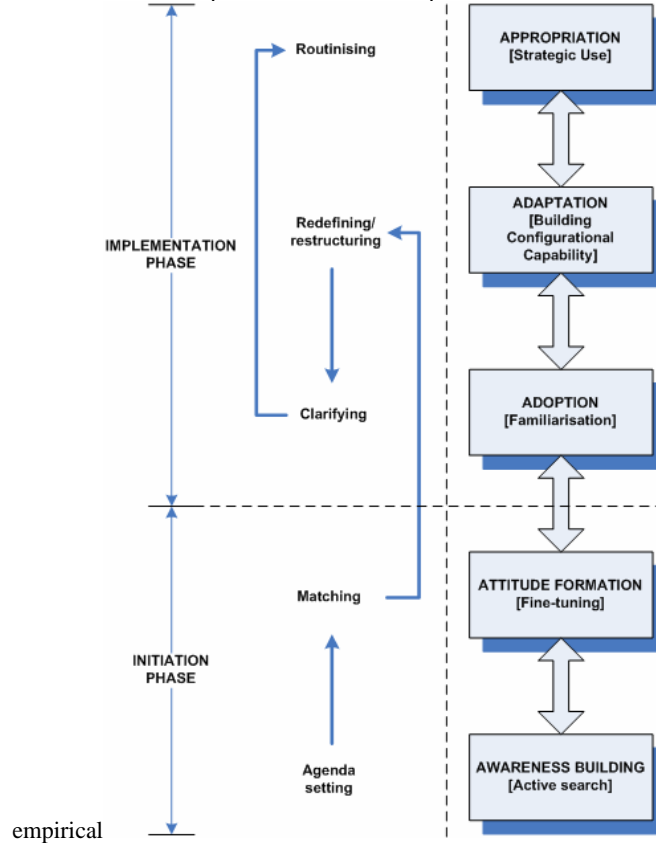 Routinising
APPROPRIATION
[Strategic Use]
IMPLEMENTATION
PHASE
Redefining/
restructuring
ADAPTATION
[Building
Configurational
Capability]
Clarifying
ADOPTION
[Familiarisation]
Matching
ATTITUDE FORMATION
[Fine-tuning]
INITIATION
PHASE
Agenda
setting
AWARENESS BUILDING
[Active search]
empirical